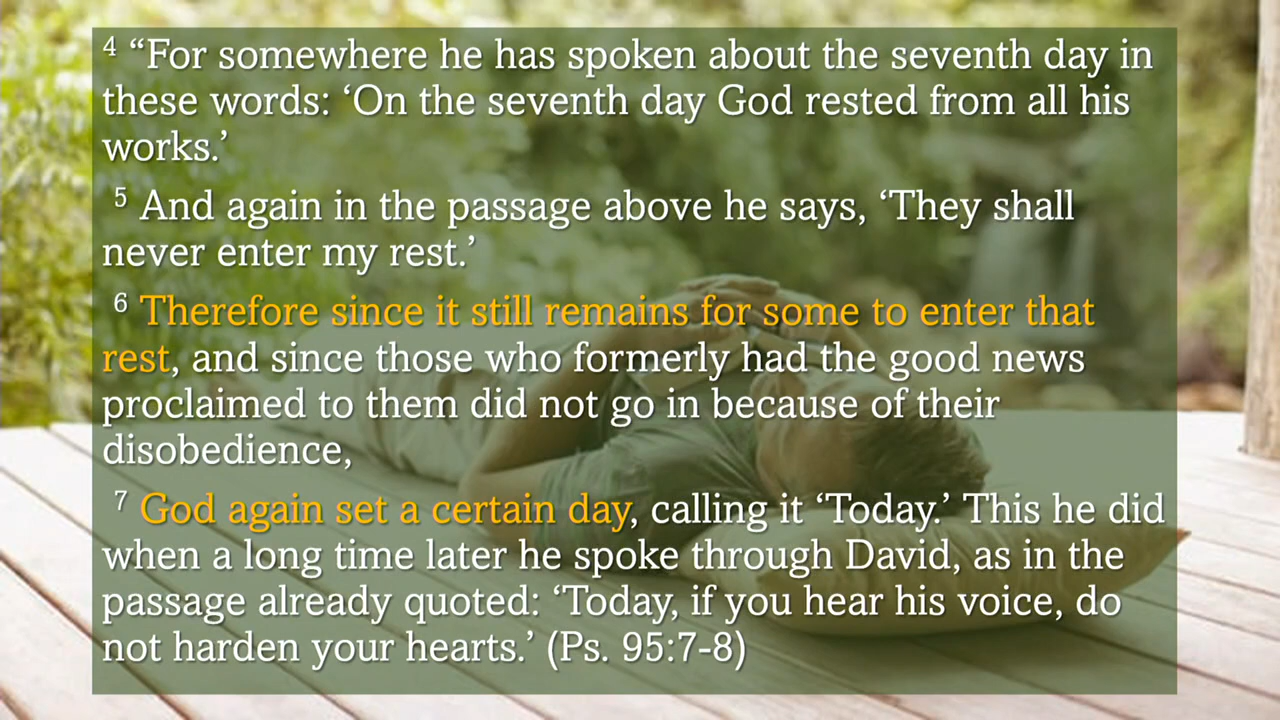 4 “For somewhere he has spoken about the seventh day in
these words: ‘On the seventh day God rested from all his
works.’
5 And again in the passage above he says, ‘They shall
never enter my rest.’
6 Therefore since it still remains for some to enter that
rest, and since those who formerly had the good news
proclaimed to them did not go in because of their
disobedience,
7 God again set a certain day, calling it ‘Today.’ This he did
when a long time later he spoke through David, as in the
passage already quoted: ‘Today, if you hear his voice, do
not harden your hearts.’ (Ps. 95:7-8)